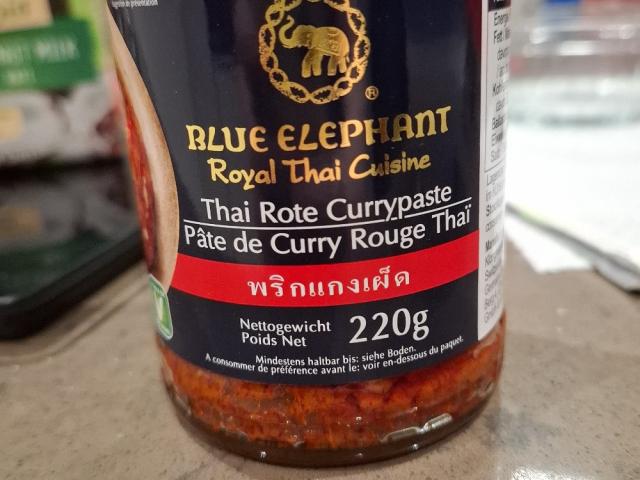 ®
BLUE ELEPHANT
Royal Thai Cuisine
Thai Rote Currypaste
Pâte de Curry Rouge Thaï
พริกแกงเผ็ด
Nettogewicht
Poids Net
220g
Mindestens haltbar bis: siehe Boden.
A consommer de préférence avant le: voir en-dessous du paquet.